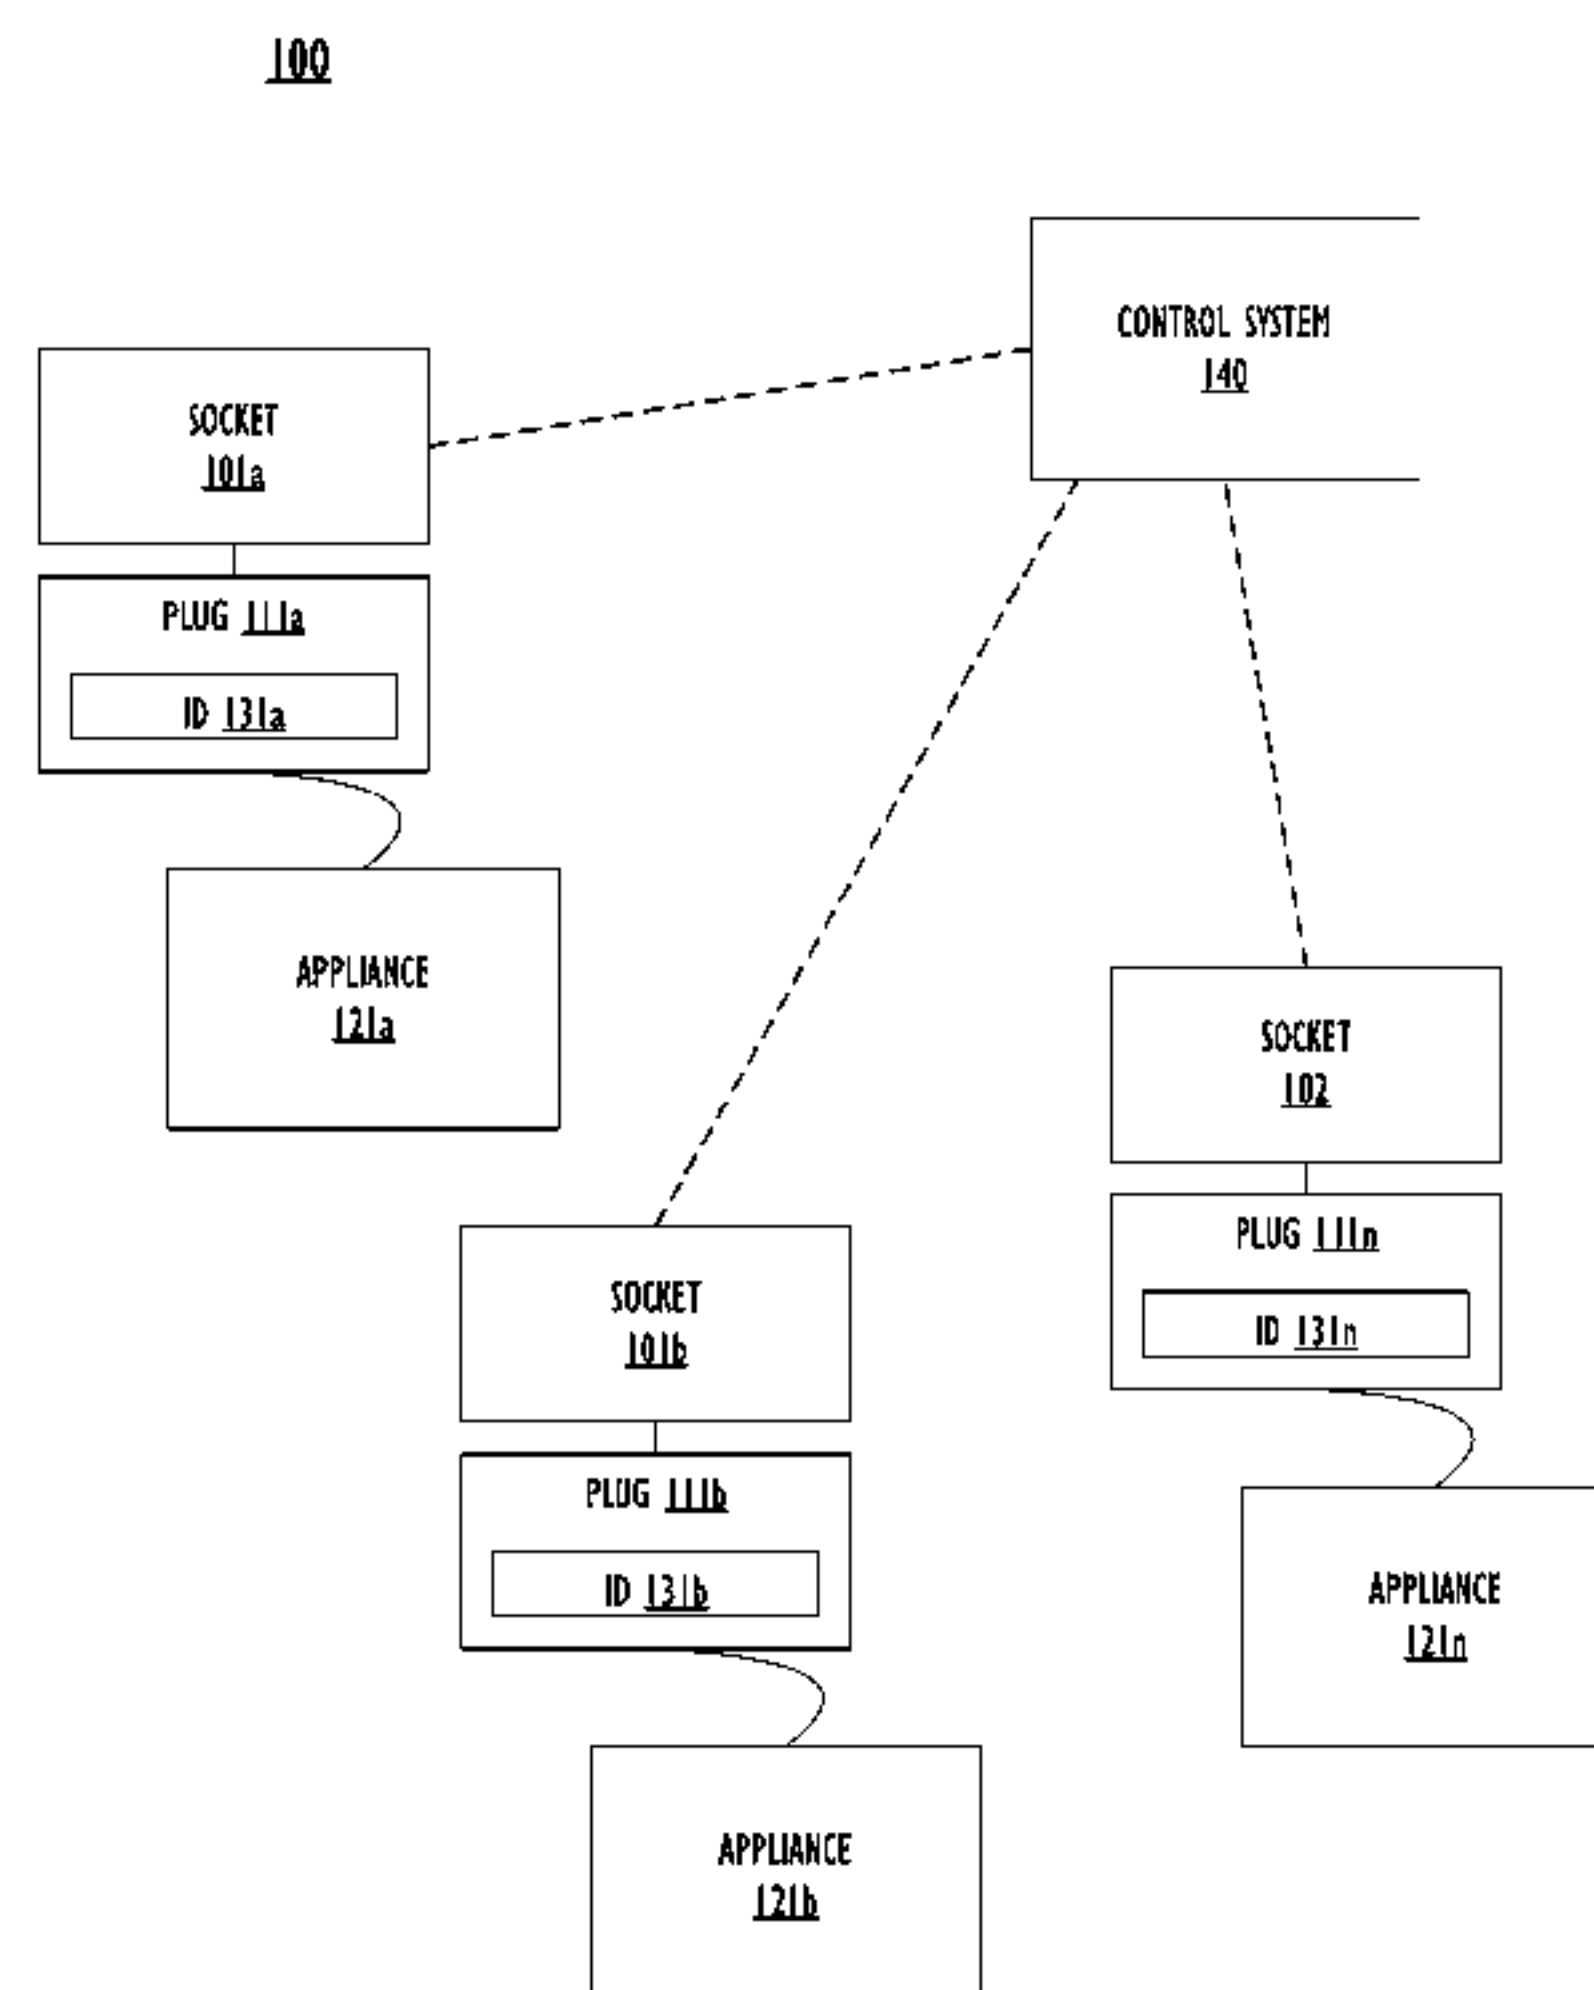 100
CONTROL SYSTEM
140
SOCKET
101a
PLUG 111a
ID 131a
APPLIANCE
121a
SOCKET
102
PLUG 111n
ID 131n
APPLIANCE
121n
SOCKET
101b
PLUG 111b
ID 131b
APPLIANCE
121b